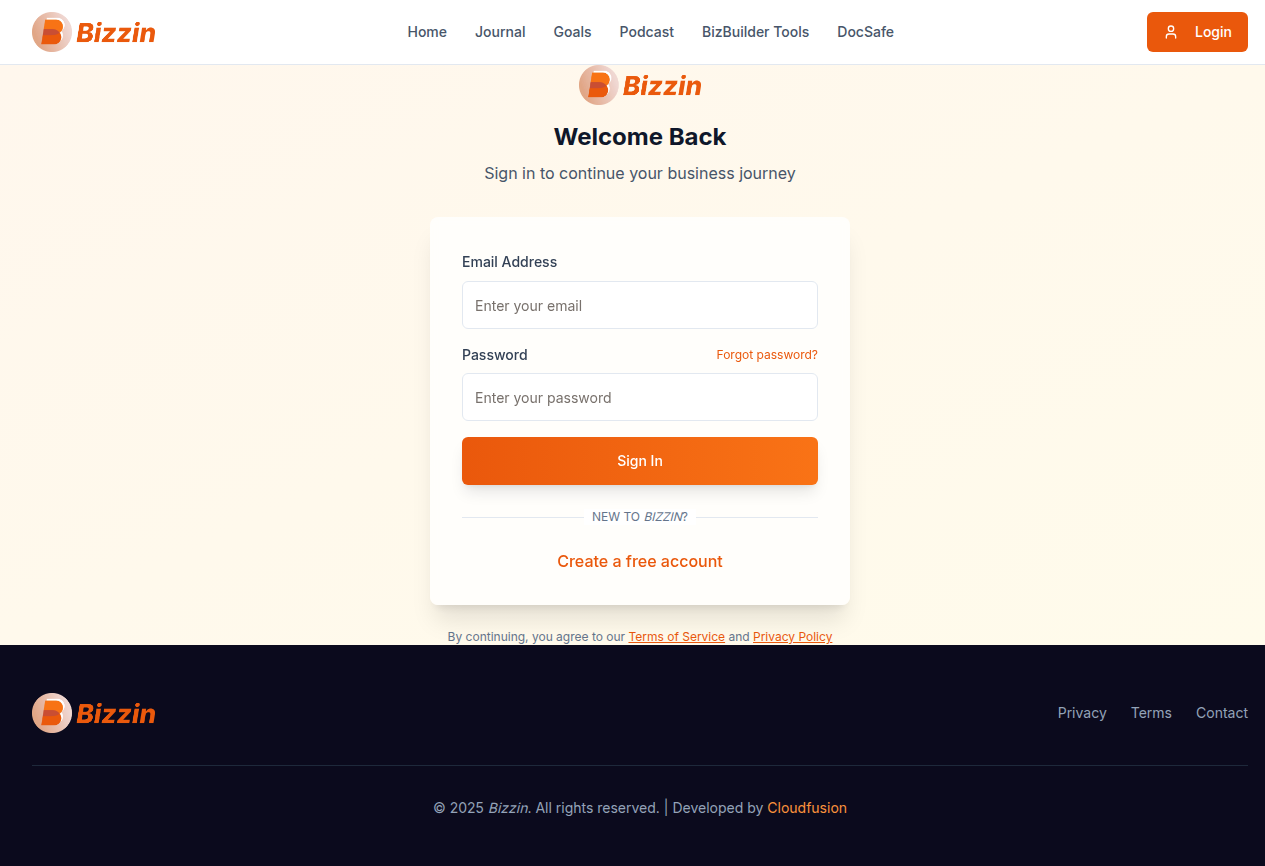 Bizzin
Home Journal Goals Podcast BizBuilder Tools DocSafe
Login
Bizzin
Welcome Back
Sign in to continue your business journey
Email Address
Enter your email
Password Forgot password?
Enter your password
Sign In
NEW TO BIZZIN?
Create a free account
By continuing, you agree to our Terms of Service and Privacy Policy
Bizzin
Privacy Terms Contact
© 2025 Bizzin. All rights reserved. | Developed by Cloudfusion